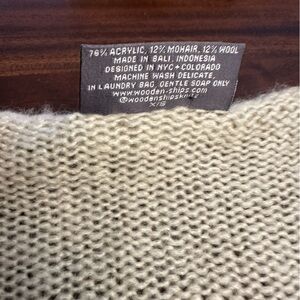 76% ACRYLIC, 12% MOHAIR, 12% WOOL
MADE IN BALI, INDONESIA
DESIGNED IN NYC + COLORADO
MACHINE WASH DELICATE,
IN LAUNDRY BAG, GENTLE SOAP ONLY
www.wooden-ships.com
@woodenshipsknits
X/S